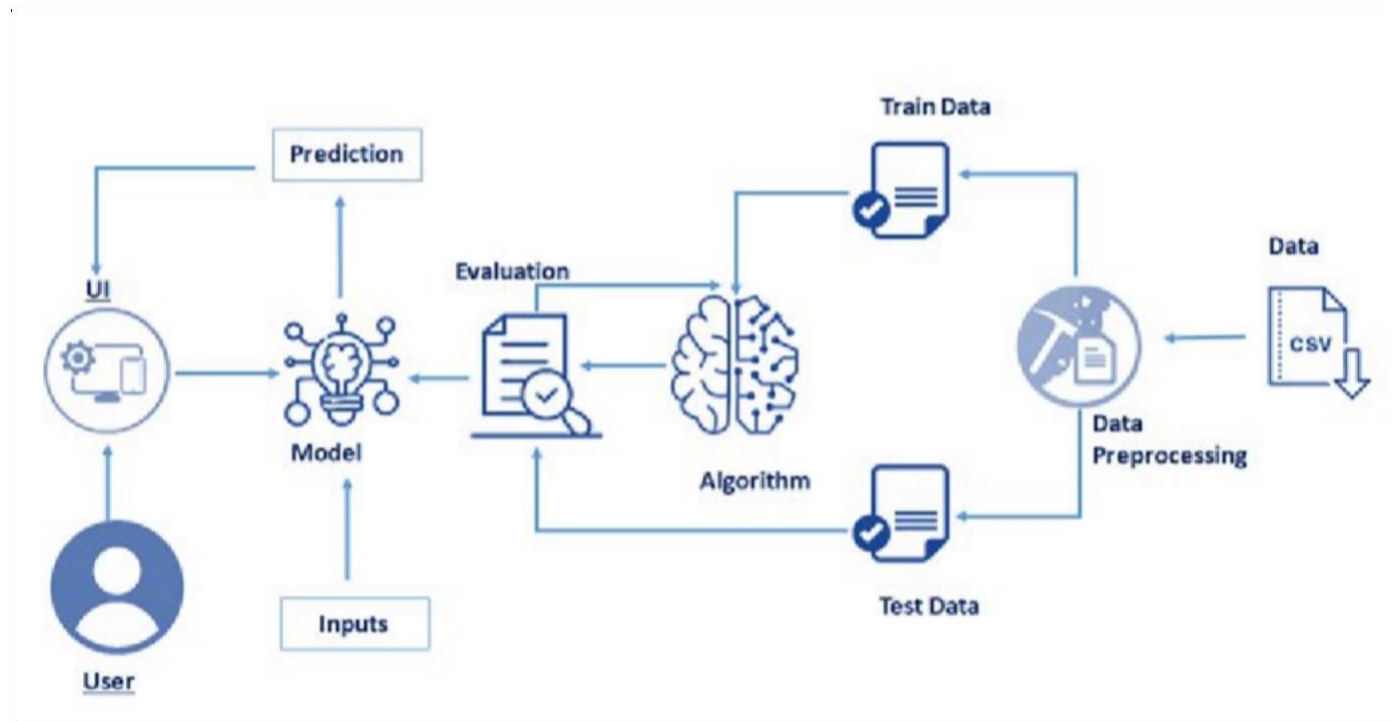 Train Data
Prediction
Data
Evaluation
UI
CSV
Data
Preprocessing
Model
Algorithm
Test Data
Inputs
User